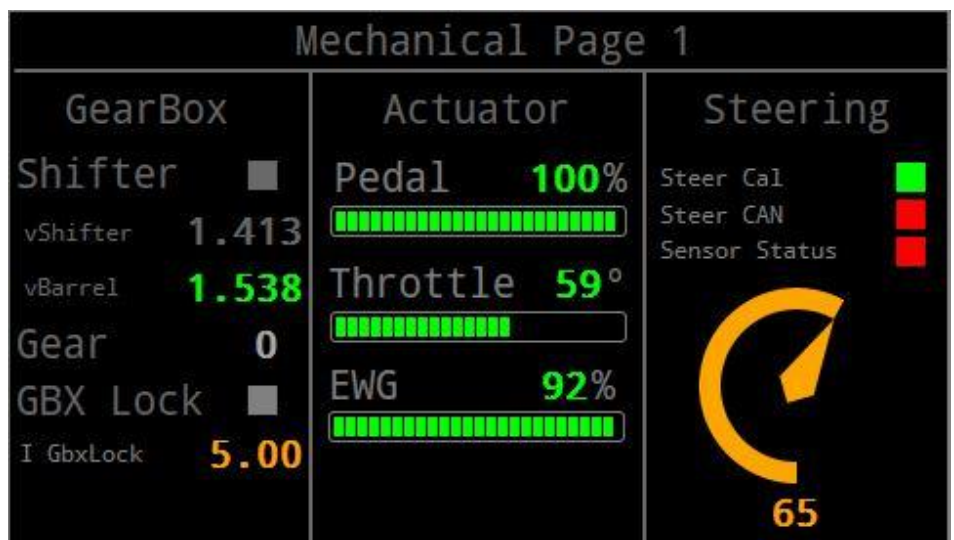 Mechanical Page 1
GearBox
Shifter
vShifter 1.413
vBarrel 1.538
Gear 0
GBX Lock
I GbxLock 5.00
Actuator
Pedal 100%
Throttle 59°
EWG 92%
Steering
Steer Cal
Steer CAN
Sensor Status
65